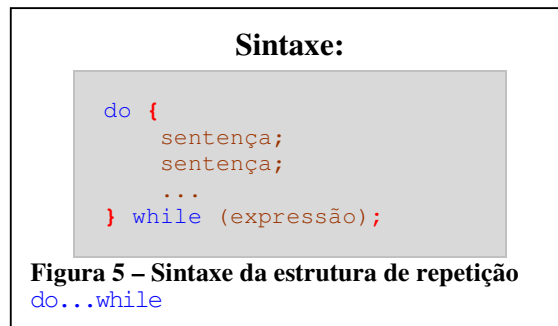 Sintaxe:
do {
sentença;
sentença;
...
} while (expressão);
Figura 5 – Sintaxe da estrutura de repetição
do...while